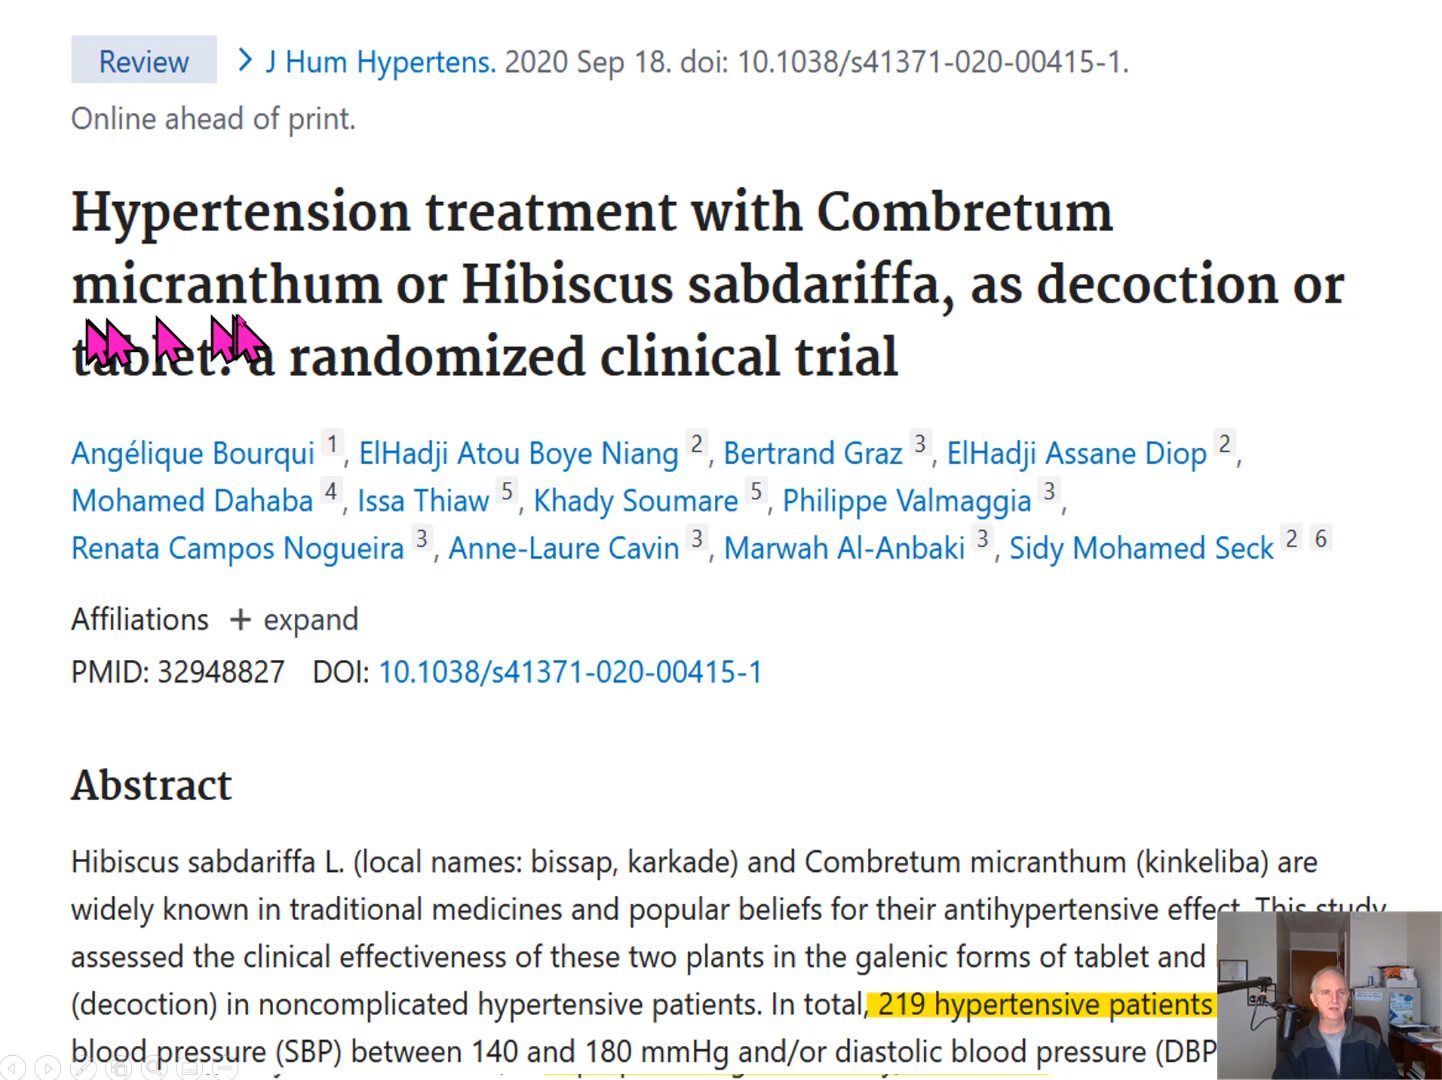 Review > J Hum Hypertens. 2020 Sep 18. doi: 10.1038/s41371-020-00415-1.
Online ahead of print.
Hypertension treatment with Combretum
micranthum or Hibiscus sabdariffa, as decoction or
tablet: a randomized clinical trial
Angélique Bourqui 1, ElHadji Atou Boye Niang 2, Bertrand Graz 3, ElHadji Assane Diop 2,
Mohamed Dahaba 4, Issa Thiaw 5, Khady Soumare 5, Philippe Valmaggia 3,
Renata Campos Nogueira 3, Anne-Laure Cavin 3, Marwah Al-Anbaki 3, Sidy Mohamed Seck 2 6
Affiliations + expand
PMID: 32948827 DOI: 10.1038/s41371-020-00415-1
Abstract
Hibiscus sabdariffa L. (local names: bissap, karkade) and Combretum micranthum (kinkeliba) are
widely known in traditional medicines and popular beliefs for their antihypertensive effect. This study
assessed the clinical effectiveness of these two plants in the galenic forms of tablet and
(decoction) in noncomplicated hypertensive patients. In total, 219 hypertensive patients
blood pressure (SBP) between 140 and 180 mmHg and/or diastolic blood pressure (DBP